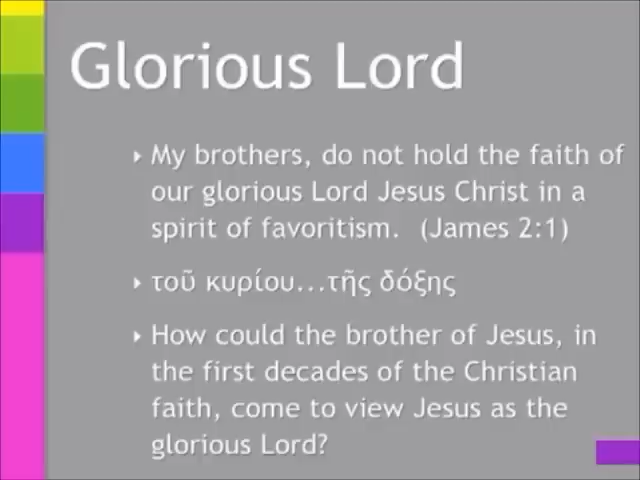 Glorious Lord
My brothers, do not hold the faith of
our glorious Lord Jesus Christ in a
spirit of favoritism. (James 2:1)
τοῦ κυρίου...τῆς δόξης
How could the brother of Jesus, in
the first decades of the Christian
faith, come to view Jesus as the
glorious Lord?